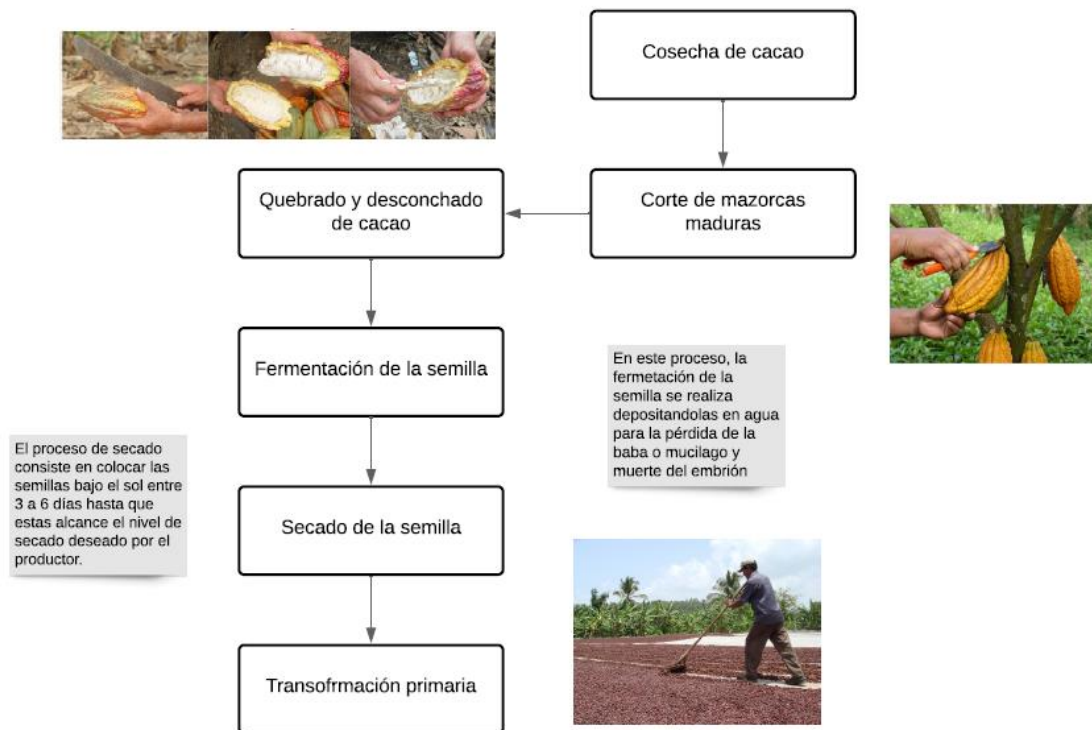 Cosecha de cacao
Corte de mazorcas
maduras
Quebrado y desconchado
de cacao
Fermentación de la semilla
En este proceso, la
fermetación de la
semilla se realiza
depositandolas en agua
para la pérdida de la
baba o mucilago y
muerte del embrión
El proceso de secado
consiste en colocar las
semillas bajo el sol entre
3 a 6 días hasta que
estas alcance el nivel de
secado deseado por el
productor.
Secado de la semilla
Transofrmación primaria